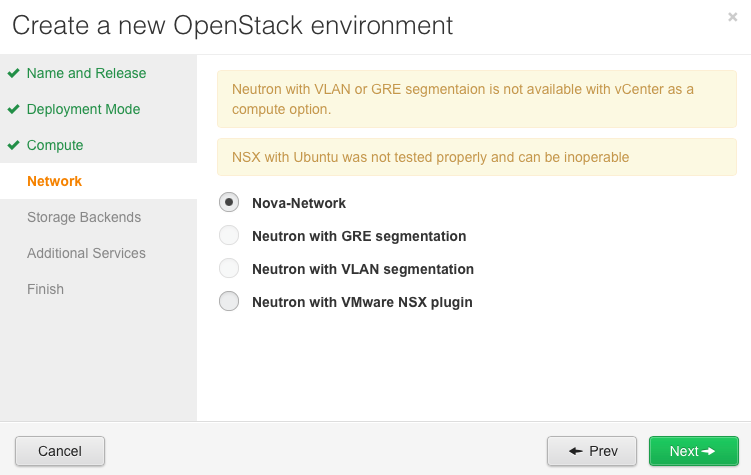 Create a new OpenStack environment
×
Name and Release
Deployment Mode
Compute
Network
Storage Backends
Additional Services
Finish
Neutron with VLAN or GRE segmentaion is not available with vCenter as a
compute option.
NSX with Ubuntu was not tested properly and can be inoperable
Nova-Network
Neutron with GRE segmentation
Neutron with VLAN segmentation
Neutron with VMware NSX plugin
Cancel
Prev
Next